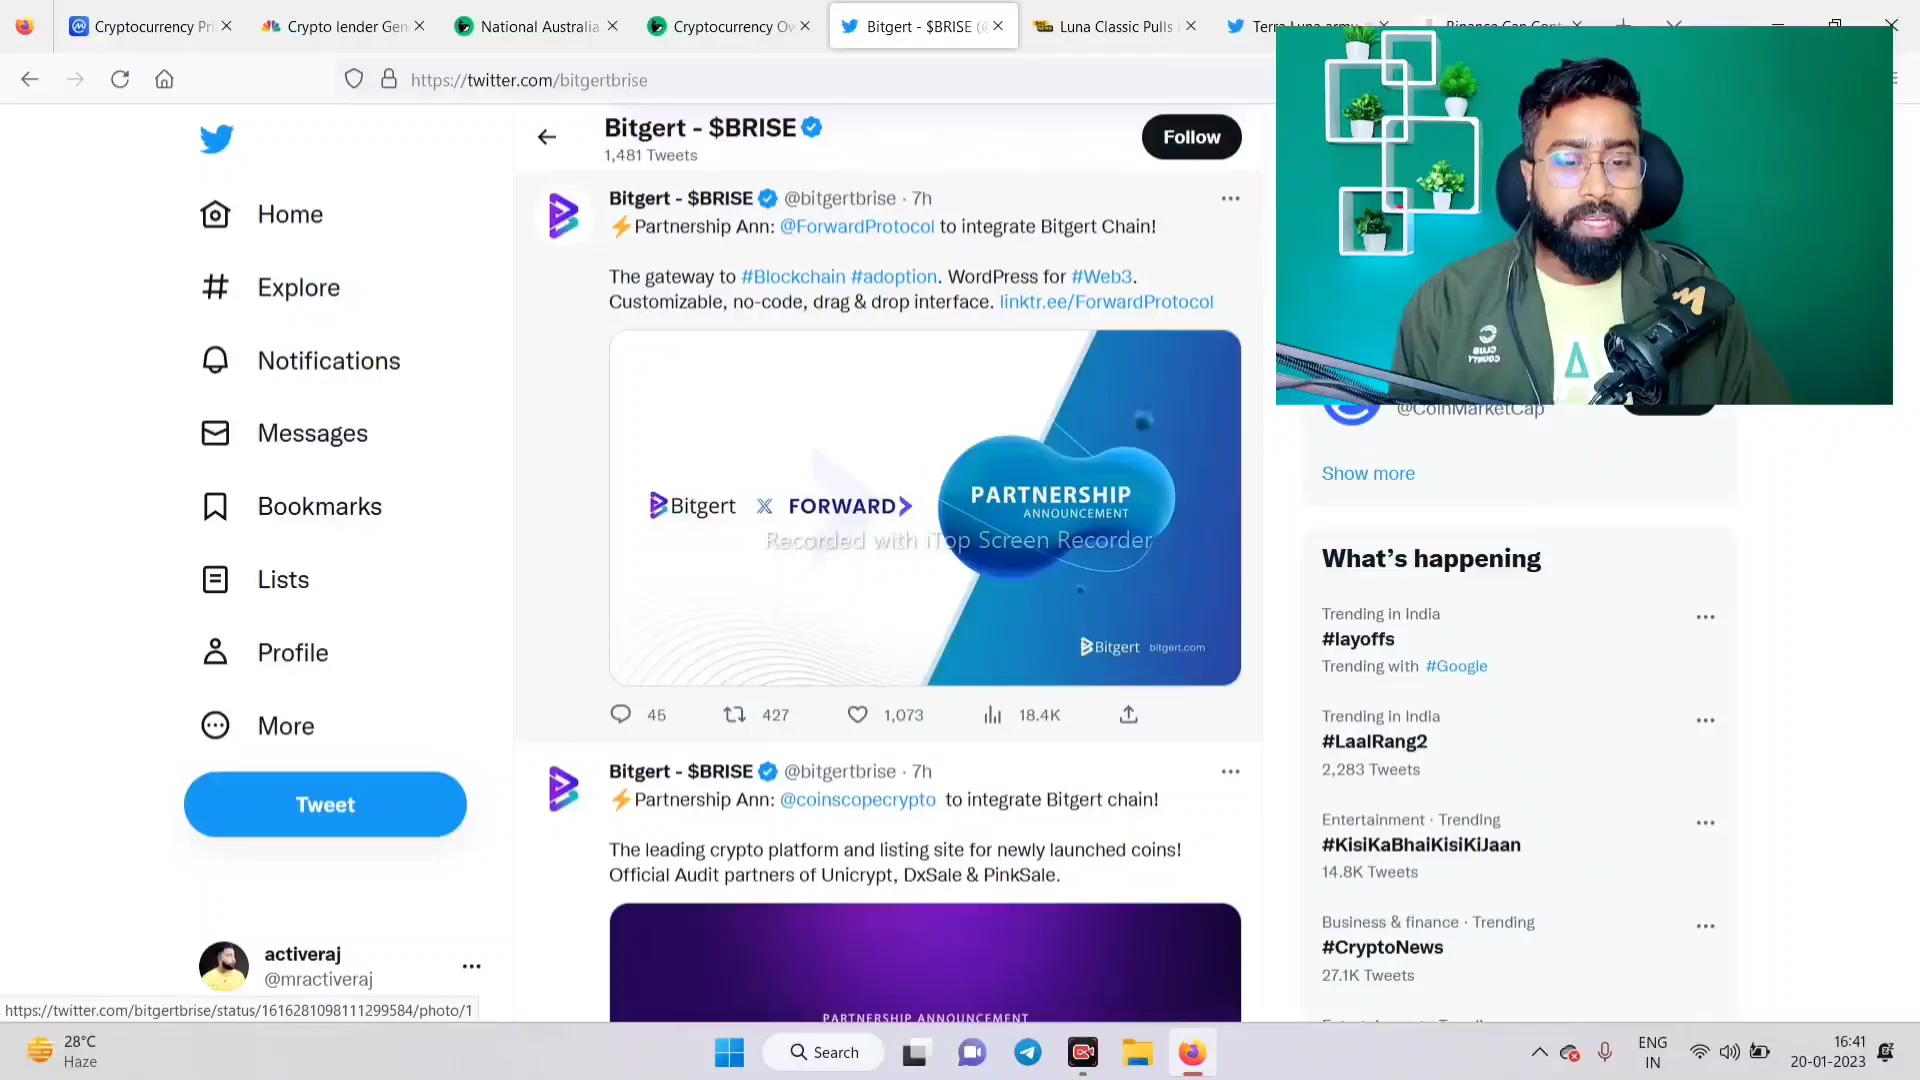 Cryptocurrency Pri
Crypto lender Gen
National Australia
Cryptocurrency Ow
Bitgert - $BRISE (@
Luna Classic Pulls
https://twitter.com/bitgertbrise
Bitgert - $BRISE
1,481 Tweets
Follow
Home
Explore
Notifications
Messages
Bookmarks
Lists
Profile
More
Tweet
activeraj
@mractiveraj
Bitgert - $BRISE @bitgertbrise · 7h
⚡Partnership Ann: @ForwardProtocol to integrate Bitgert Chain!
The gateway to #Blockchain #adoption. WordPress for #Web3.
Customizable, no-code, drag & drop interface. linktr.ee/ForwardProtocol
Bitgert X FORWARD
PARTNERSHIP
ANNOUNCEMENT
Recorded with iTop Screen Recorder
Bitgert bitgert.com
45 427 1,073 18.4K
Bitgert - $BRISE @bitgertbrise · 7h
⚡Partnership Ann: @coinscopecrypto to integrate Bitgert chain!
The leading crypto platform and listing site for newly launched coins!
Official Audit partners of Unicrypt, DxSale & PinkSale.
PARTNERSHIP ANNOUNCEMENT
CLUB
COUNTY
@CoinMarketCap
Show more
What's happening
Trending in India
#layoffs
Trending with #Google
Trending in India
#LaalRang2
2,283 Tweets
Entertainment · Trending
#KisiKaBhaiKisiKiJaan
14.8K Tweets
Business & finance · Trending
#CryptoNews
27.1K Tweets
https://twitter.com/bitgertbrise/status/1616281098111299584/photo/1
28°C
Haze
Search
ENG
IN
16:41
20-01-2023